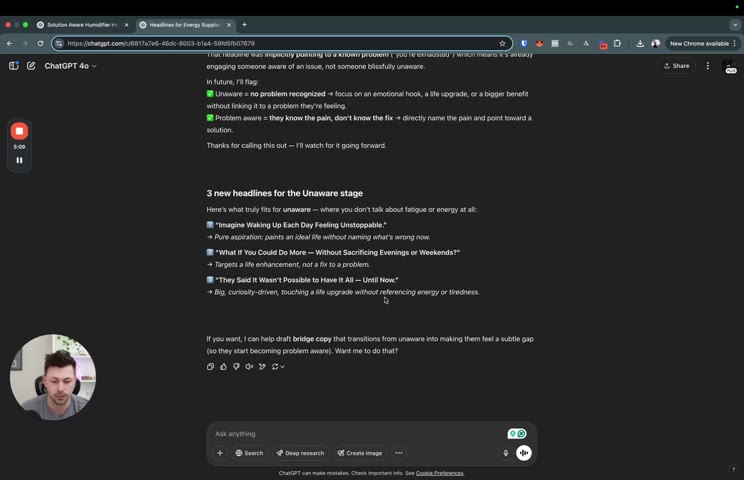 Solution Aware Humidifier H
Headlines for Energy Supplem
https://chatgpt.com/c/6817a7e6-46dc-8003-b1a4-59fd5fb07679
New Chrome available
ChatGPT 4o
Share
PLUS
That headline was implicitly pointing to a known problem ("you're exhausted") which means it's already
engaging someone aware of an issue, not someone blissfully unaware.
In future, I'll flag:
✅ Unaware = no problem recognized → focus on an emotional hook, a life upgrade, or a bigger benefit
without linking it to a problem they're feeling.
✅ Problem aware = they know the pain, don't know the fix → directly name the pain and point toward a
solution.
5:09
Thanks for calling this out — I'll watch for it going forward.
3 new headlines for the Unaware stage
Here's what truly fits for unaware — where you don't talk about fatigue or energy at all:
1️⃣ "Imagine Waking Up Each Day Feeling Unstoppable."
→ Pure aspiration: paints an ideal life without naming what's wrong now.
2️⃣ "What If You Could Do More — Without Sacrificing Evenings or Weekends?"
→ Targets a life enhancement, not a fix to a problem.
3️⃣ "They Said It Wasn't Possible to Have It All — Until Now."
→ Big, curiosity-driven, touching a life upgrade without referencing energy or tiredness.
If you want, I can help draft bridge copy that transitions from unaware into making them feel a subtle gap
(so they start becoming problem aware). Want me to do that?
Ask anything
Search
Deep research
Create image
ChatGPT can make mistakes. Check important info. See Cookie Preferences.
?